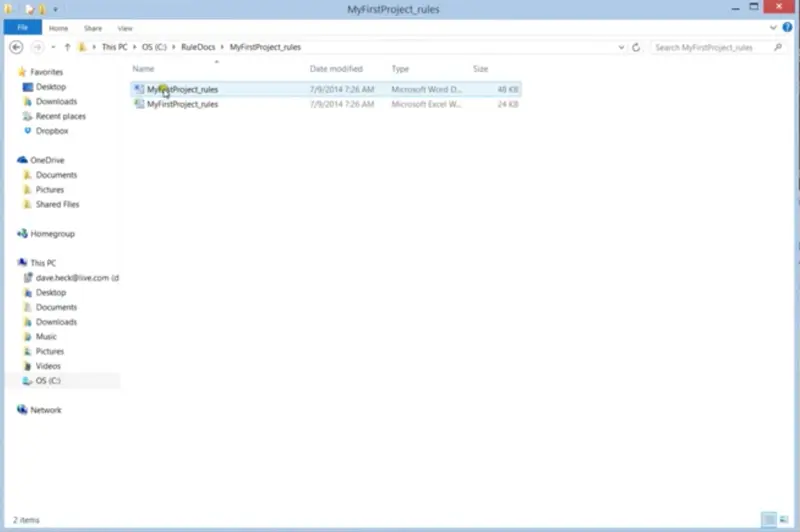 MyFirstProject_rules
File Home Share View
This PC OS (C:) RuleDocs MyFirstProject_rules Search MyFirstProject_rules
Name Date modified Type Size
MyFirstProject_rules 7/9/2014 7:26 AM Microsoft Word D... 48 KB
MyFirstProject_rules 7/9/2014 7:26 AM Microsoft Excel W... 24 KB
Favorites
Desktop
Downloads
Recent places
Dropbox
OneDrive
Documents
Pictures
Shared Files
Homegroup
This PC
dave.heck@live.com (d
Desktop
Documents
Downloads
Music
Pictures
Videos
OS (C:)
Network
2 items